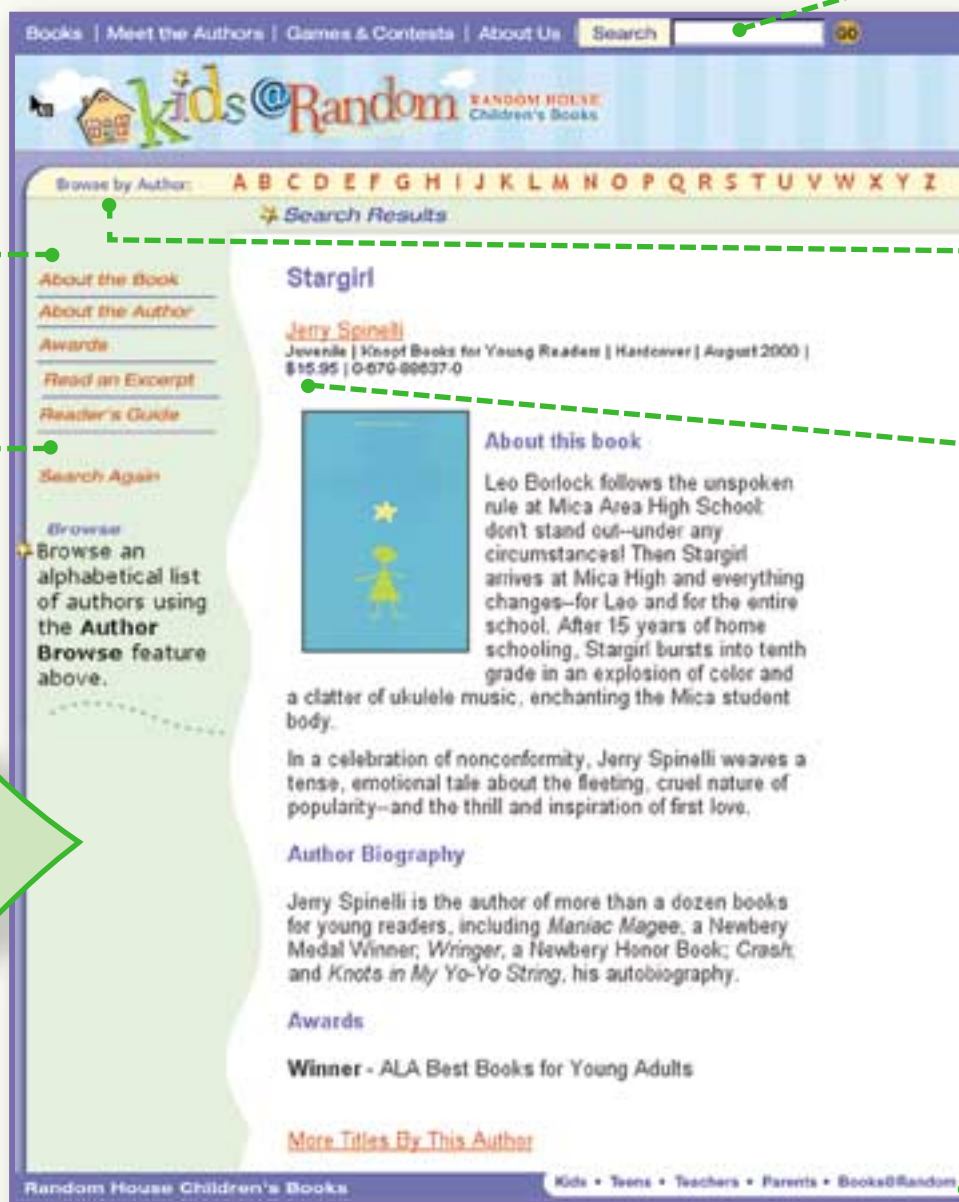 Books | Meet the Authors | Games & Contests | About Us | Search GO
kids@Random RANDOM HOUSE
Children's Books
Browse by Author: A B C D E F G H I J K L M N O P Q R S T U V W X Y Z
Search Results
About the Book
About the Author
Awards
Read an Excerpt
Reader's Guide
Search Again
Browse
Browse an
alphabetical list
of authors using
the Author
Browse feature
above.
Stargirl
Jerry Spinelli
Juvenile | Knopf Books for Young Readers | Hardcover | August 2000 |
$15.95 | 0-679-88637-0
About this book
Leo Borlock follows the unspoken
rule at Mica Area High School:
don't stand out--under any
circumstances! Then Stargirl
arrives at Mica High and everything
changes--for Leo and for the entire
school. After 15 years of home
schooling, Stargirl bursts into tenth
grade in an explosion of color and
a clatter of ukulele music, enchanting the Mica student
body.
In a celebration of nonconformity, Jerry Spinelli weaves a
tense, emotional tale about the fleeting, cruel nature of
popularity--and the thrill and inspiration of first love.
Author Biography
Jerry Spinelli is the author of more than a dozen books
for young readers, including Maniac Magee, a Newbery
Medal Winner; Wringer, a Newbery Honor Book; Crash;
and Knots in My Yo-Yo String, his autobiography.
Awards
Winner - ALA Best Books for Young Adults
More Titles By This Author
Random House Children's Books
Kids • Teens • Teachers • Parents • Books@Random